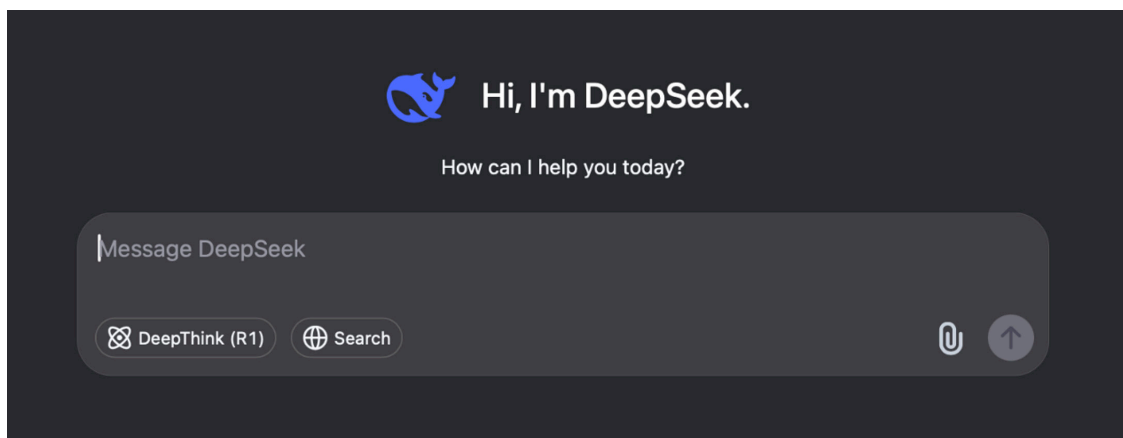 Hi, I'm DeepSeek.
How can I help you today?
Message DeepSeek
DeepThink (R1) Search